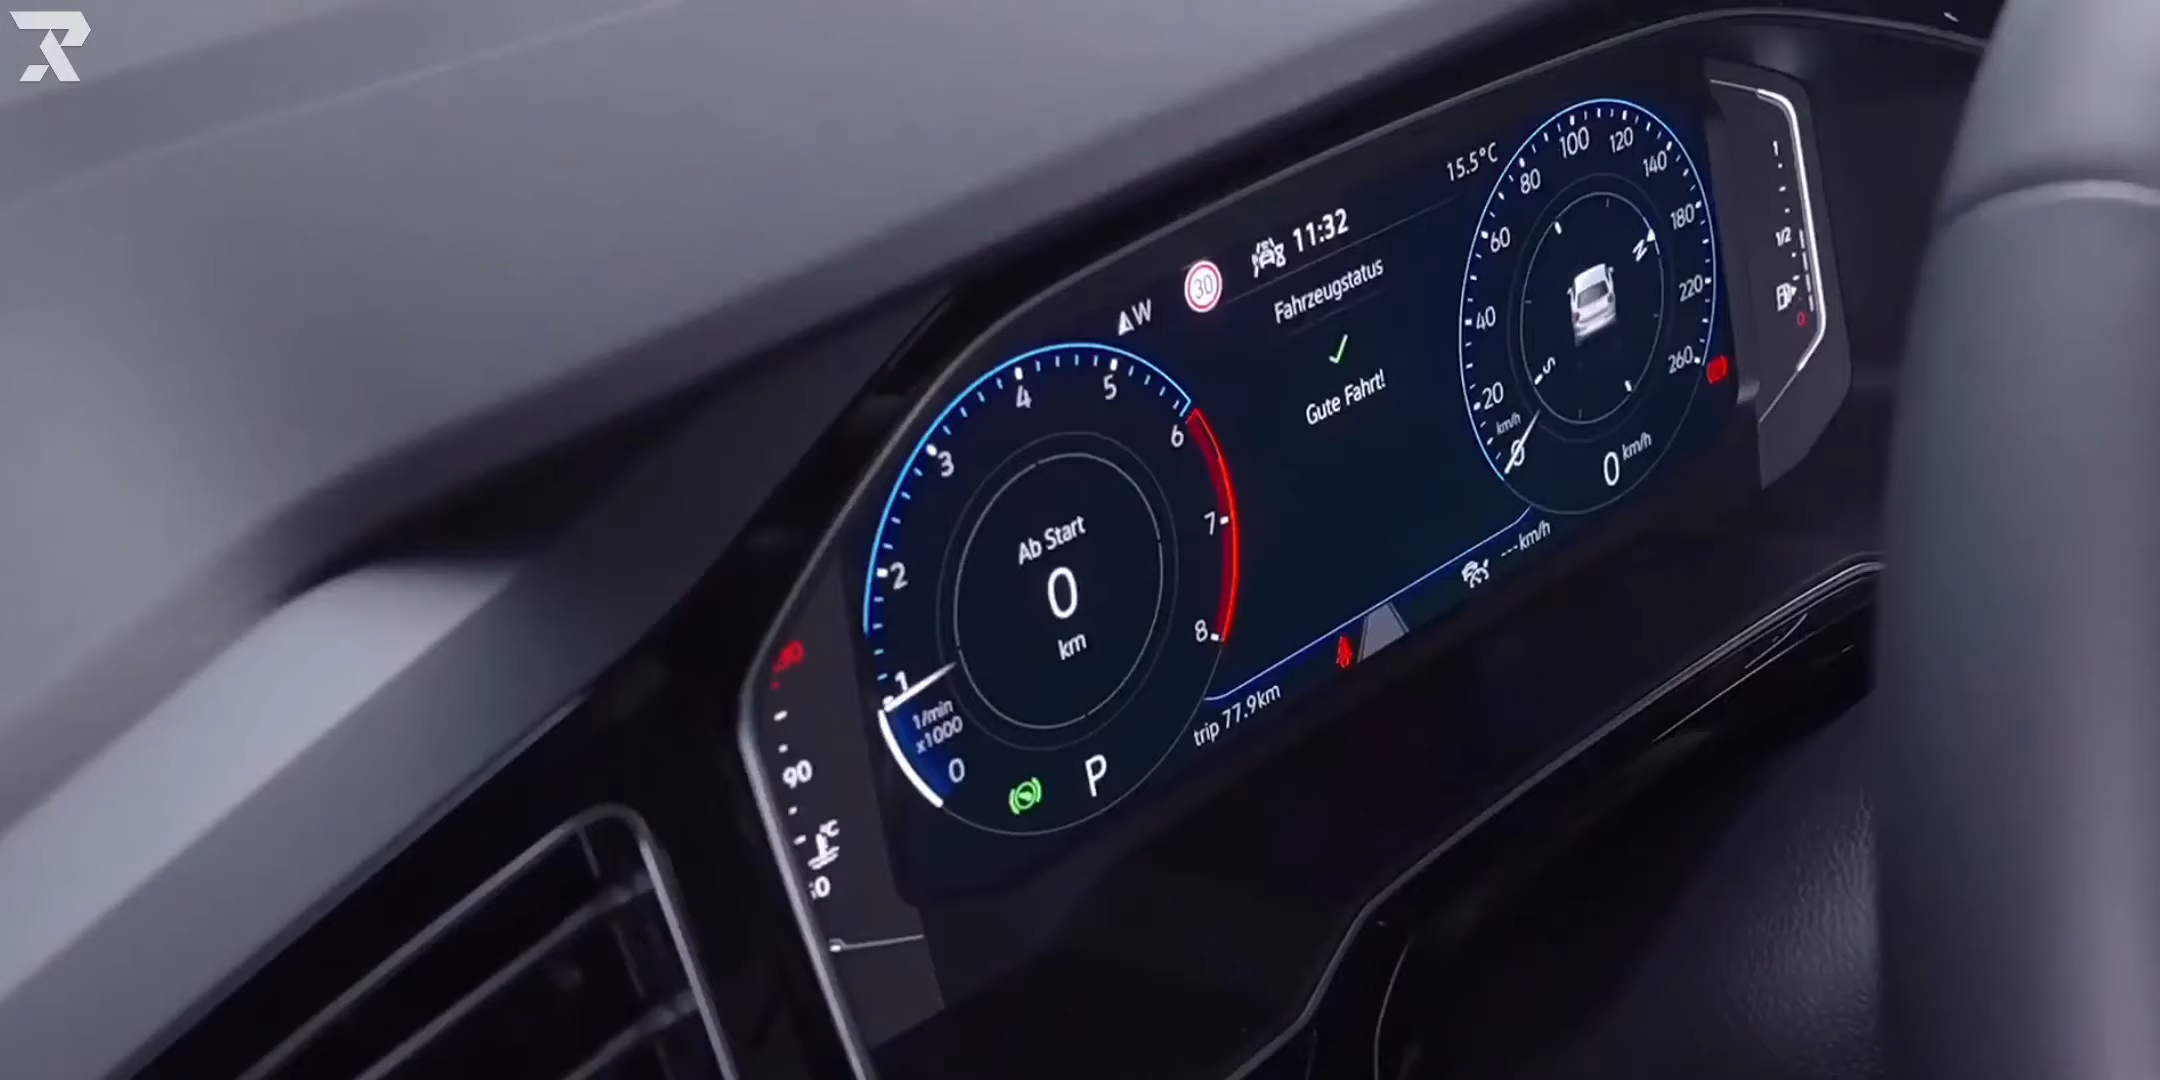 15.5°C
11:32
30
W
Fahrzeugstatus
Gute Fahrt!
0
1
2
3
4
5
6
7
8
1/min
x1000
Ab Start
0
km
P
0
20
40
60
80
100
120
140
180
220
260
km/h
N
S
0 km/h
---km/h
trip 77.9km
90
°C
1/2
0